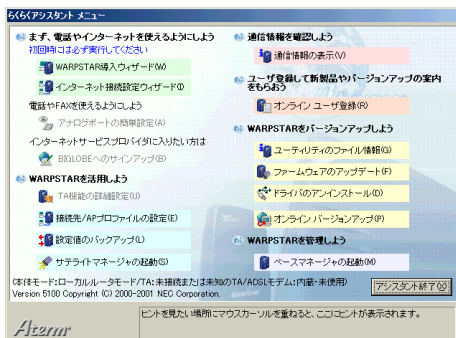 らくらくアシスタント メニュー
まず、電話やインターネットを使えるようにしよう
初回時には必ず実行してください
WARPSTAR導入ウィザード(W)
インターネット接続設定ウィザード(I)
電話やFAXを使えるようにしよう
アナログポートの簡単設定(A)
インターネットサービスプロバイダに入りたい方は
BIGLOBEへのサインアップ(B)
WARPSTARを活用しよう
TA機能の詳細設定(U)
接続先/APプロファイルの設定(E)
設定値のバックアップ(L)
サテライトマネージャの起動(S)
通信情報を確認しよう
通信情報の表示(V)
ユーザ登録して新製品やバージョンアップの案内
をもらおう
オンライン ユーザ登録(R)
WARPSTARをバージョンアップしよう
ユーティリティのファイル情報(G)
ファームウェアのアップデート(F)
ドライバのアンインストール(D)
オンライン バージョンアップ(P)
WARPSTARを管理しよう
ベースマネージャの起動(M)
(本体モード:ローカルルータモード/TA:未接続または未知のTA/ADSLモデム:内蔵・未使用)
Version 5100 Copyright (C) 2000-2001 NEC Corporation.
アシスタント終了(X)
Aterm
ヒントを見たい場所にマウスカーソルを重ねると、ここにヒントが表示されます。